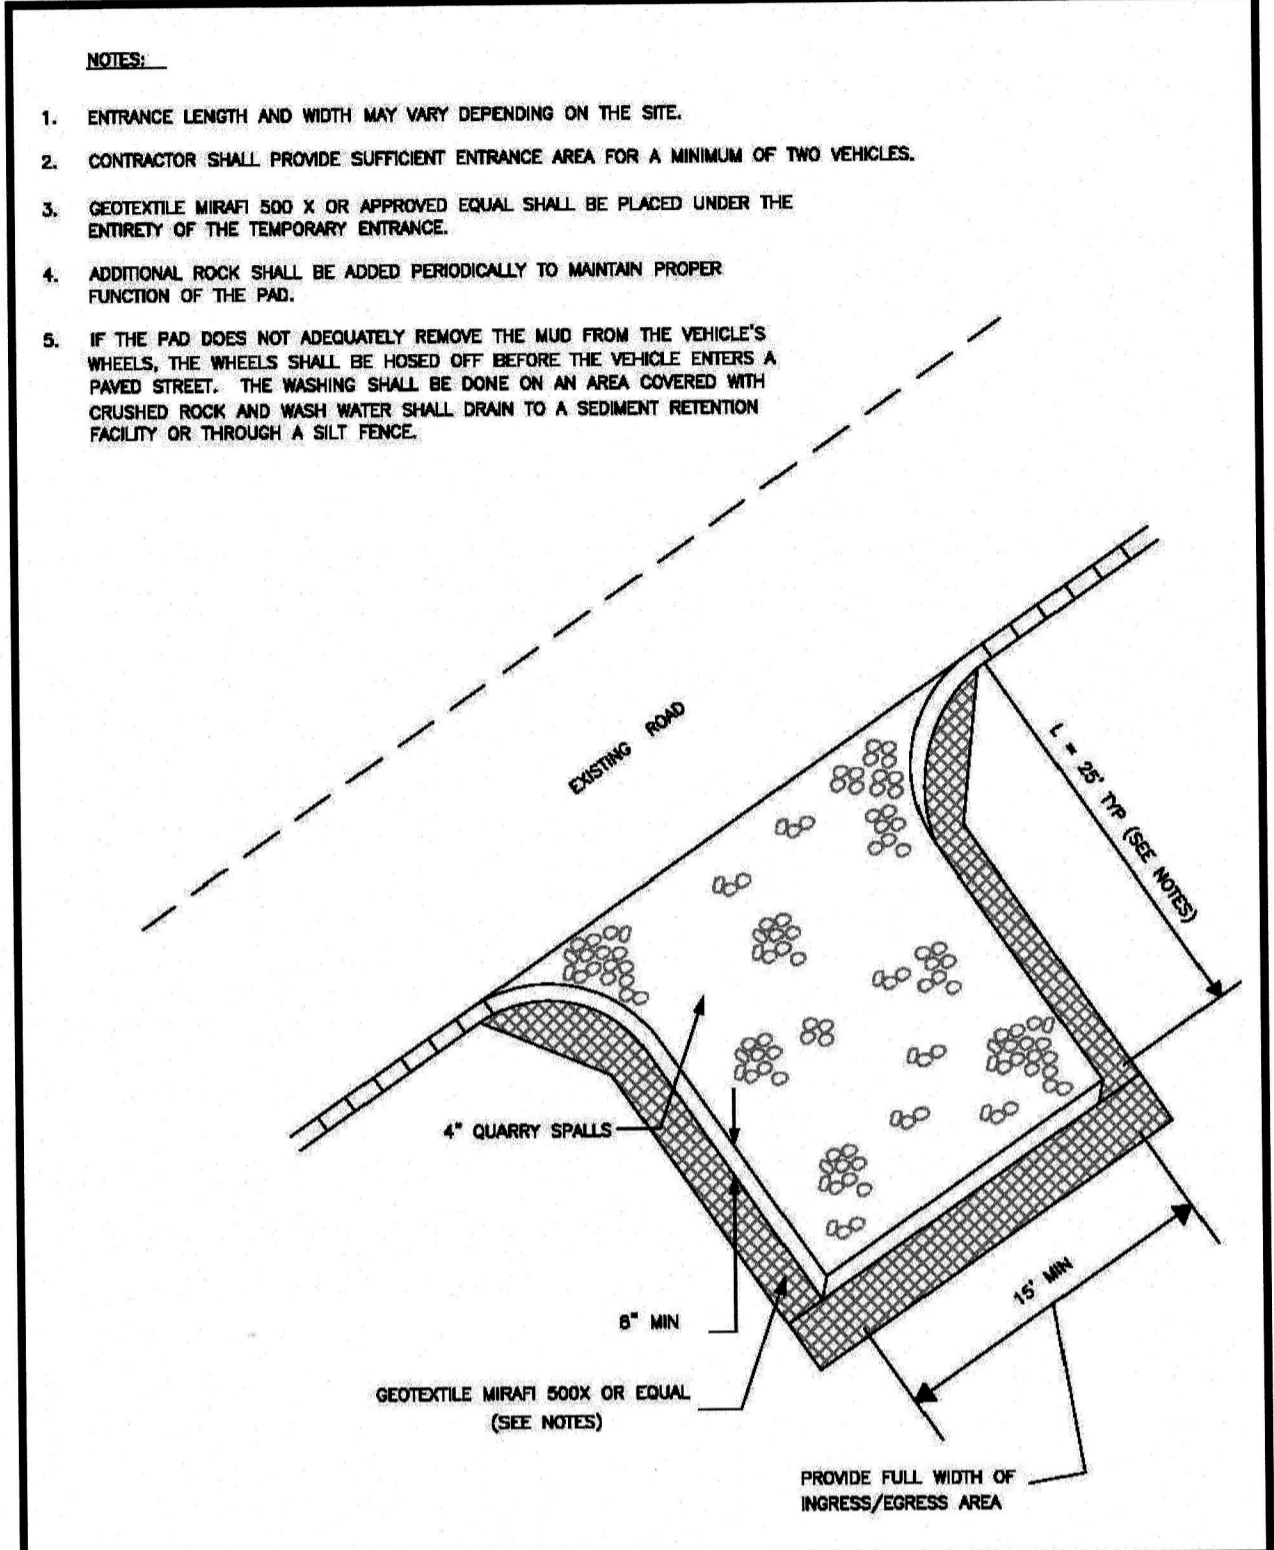 NOTES:
1. ENTRANCE LENGTH AND WIDTH MAY VARY DEPENDING ON THE SITE.
2. CONTRACTOR SHALL PROVIDE SUFFICIENT ENTRANCE AREA FOR A MINIMUM OF TWO VEHICLES.
3. GEOTEXTILE MIRAFI 500 X OR APPROVED EQUAL SHALL BE PLACED UNDER THE
ENTIRETY OF THE TEMPORARY ENTRANCE.
4. ADDITIONAL ROCK SHALL BE ADDED PERIODICALLY TO MAINTAIN PROPER
FUNCTION OF THE PAD.
5. IF THE PAD DOES NOT ADEQUATELY REMOVE THE MUD FROM THE VEHICLE'S
WHEELS, THE WHEELS SHALL BE HOSED OFF BEFORE THE VEHICLE ENTERS A
PAVED STREET. THE WASHING SHALL BE DONE ON AN AREA COVERED WITH
CRUSHED ROCK AND WASH WATER SHALL DRAIN TO A SEDIMENT RETENTION
FACILITY OR THROUGH A SILT FENCE.
EXISTING ROAD
L = 25' TYP (SEE NOTES)
4" QUARRY SPALLS
MIN
15' MIN
GEOTEXTILE MIRAFI 500X OR EQUAL
(SEE NOTES)
PROVIDE FULL WIDTH OF
INGRESS/EGRESS AREA